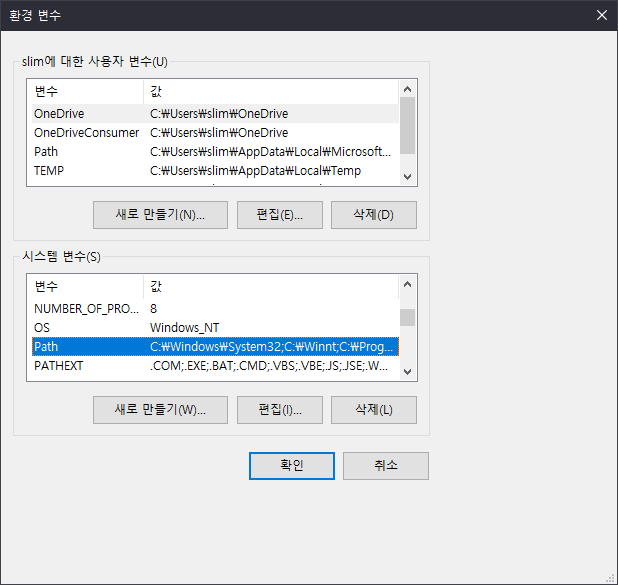 환경 변수
slim에 대한 사용자 변수(U)
변수 값
OneDrive C:₩Users₩slim₩OneDrive
OneDriveConsumer C:₩Users₩slim₩OneDrive
Path C:₩Users₩slim₩AppData₩Local₩Microsoft...
TEMP C:₩Users₩slim₩AppData₩Local₩Temp
새로 만들기(N)... 편집(E)... 삭제(D)
시스템 변수(S)
변수 값
NUMBER_OF_PRO... 8
OS Windows_NT
Path C:₩Windows₩System32;C:₩Winnt;C:₩Prog...
PATHEXT .COM;.EXE;.BAT;.CMD;.VBS;.VBE;.JS;.JSE;.W...
새로 만들기(W)... 편집(I)... 삭제(L)
확인 취소